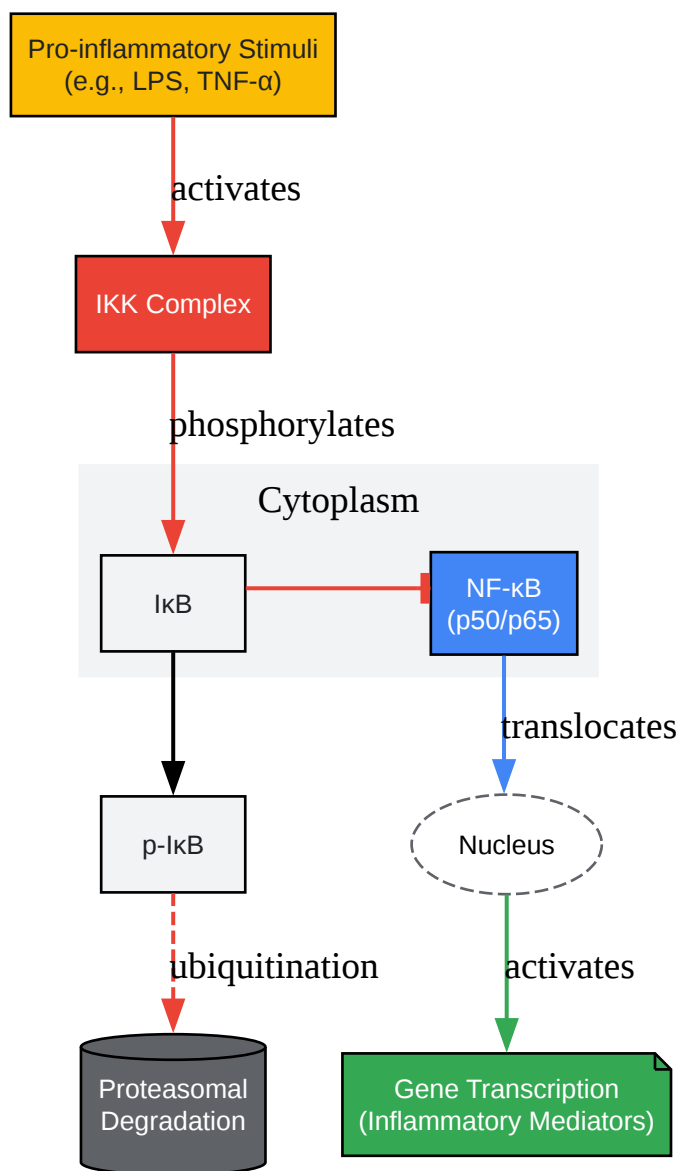 Pro-inflammatory Stimuli
(e.g., LPS, TNF-α)
activates
IKK Complex
phosphorylates
Cytoplasm
IκB
NF-κB
(p50/p65)
translocates
p-IκB
Nucleus
ubiquitination
activates
Proteasomal
Degradation
Gene Transcription
(Inflammatory Mediators)